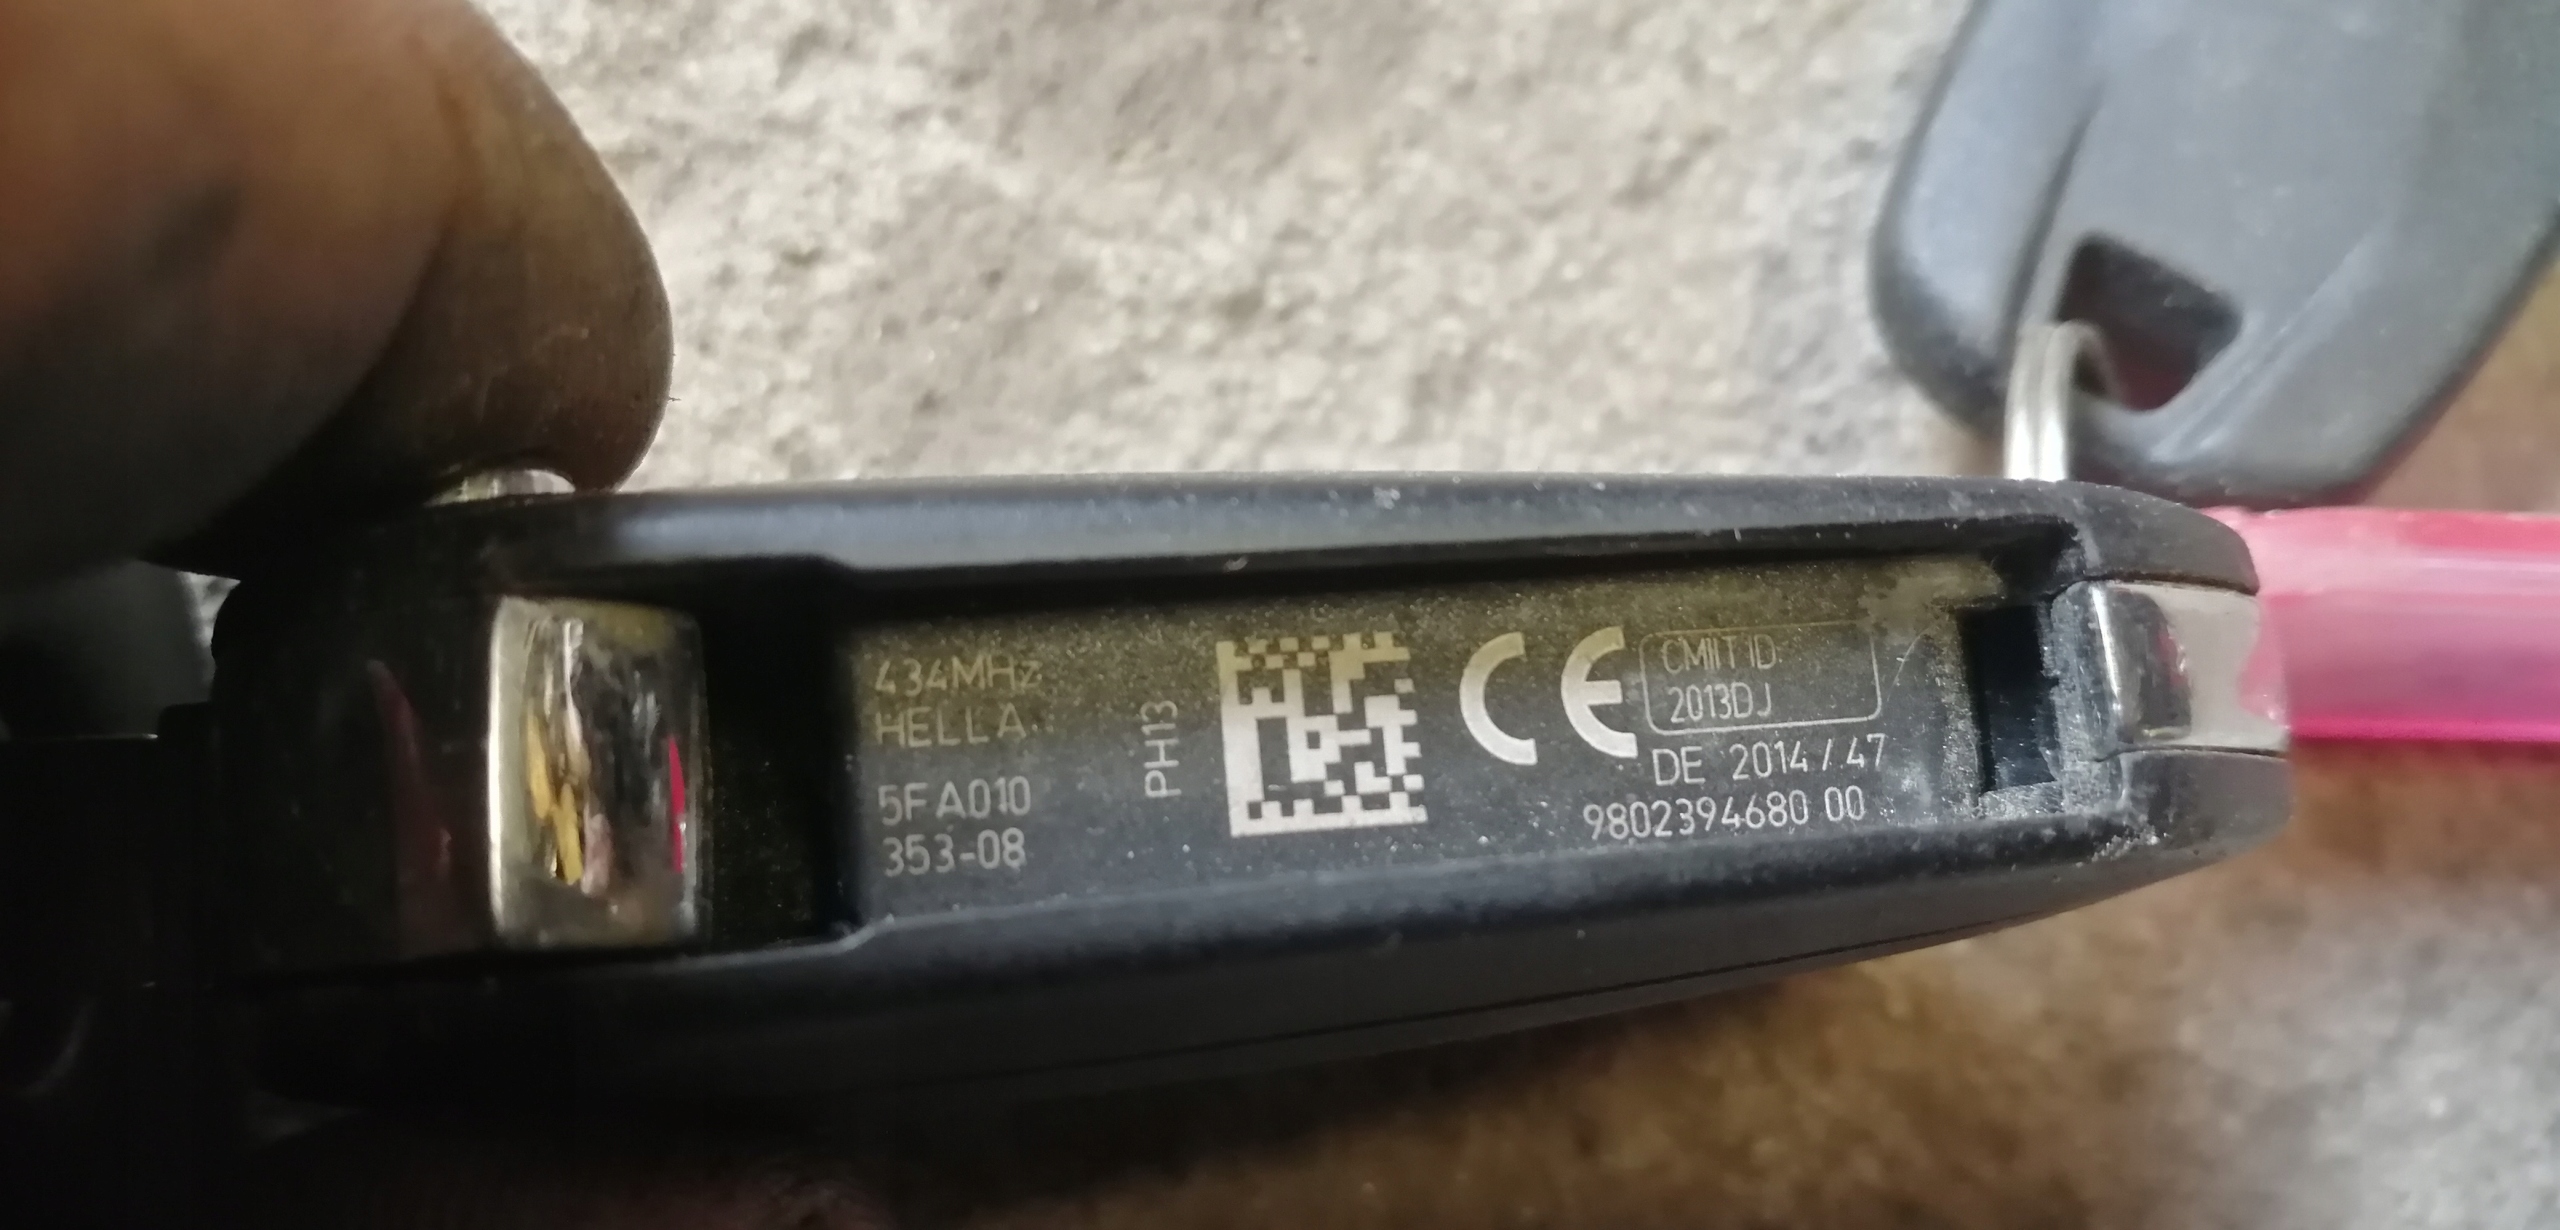 434MHz
HELLA
5FA010
353-08
PH13
CE
CMIIT ID:
2013DJ
DE 2014/47
9802394680 00